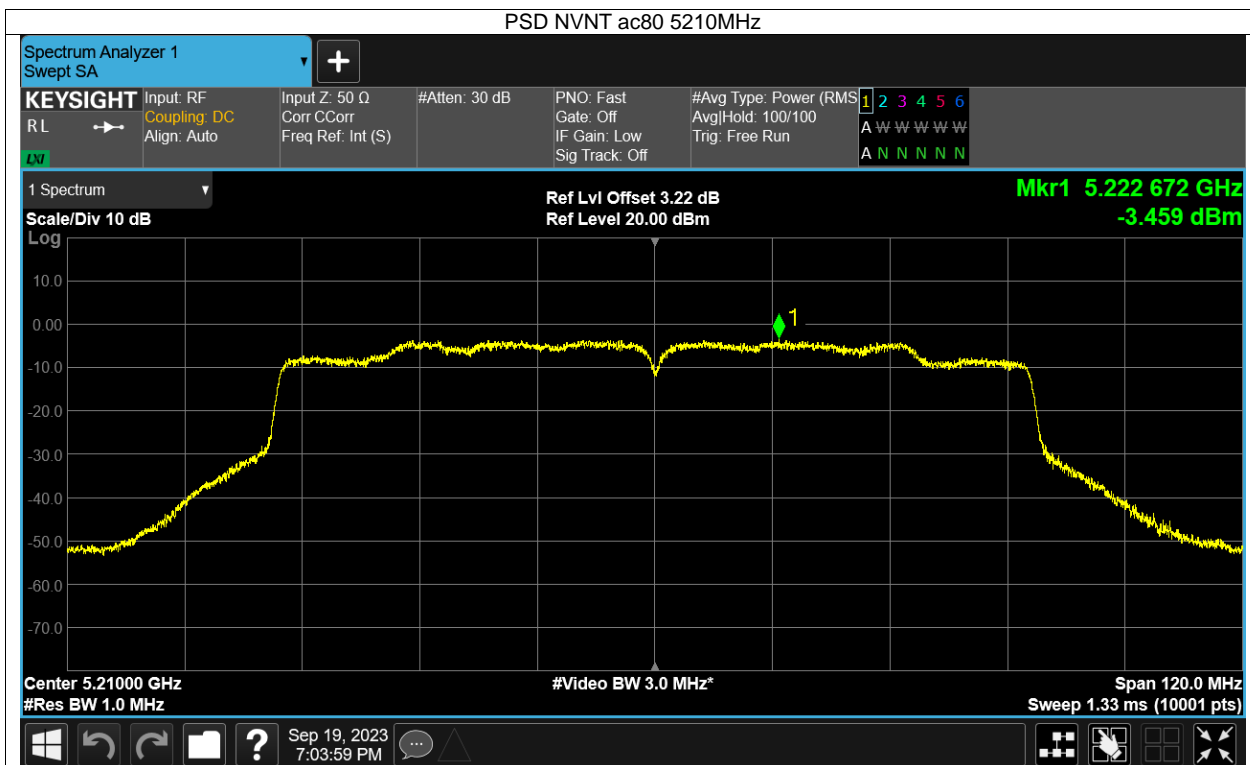 PSD NVNT ac80 5210MHz
Spectrum Analyzer 1
Swept SA
KEYSIGHT
RL
LXI
Input: RF
Coupling: DC
Align: Auto
Input Z: 50 Ω
Corr CCorr
Freq Ref: Int (S)
#Atten: 30 dB
PNO: Fast
Gate: Off
IF Gain: Low
Sig Track: Off
#Avg Type: Power (RMS
Avg|Hold: 100/100
Trig: Free Run
1 2 3 4 5 6
A W W W W W
A N N N N N
1 Spectrum
Scale/Div 10 dB
Log
Ref Lvl Offset 3.22 dB
Ref Level 20.00 dBm
Mkr1 5.222 672 GHz
-3.459 dBm
10.0
0.00
1
-10.0
-20.0
-30.0
-40.0
-50.0
-60.0
-70.0
Center 5.21000 GHz
#Res BW 1.0 MHz
#Video BW 3.0 MHz*
Span 120.0 MHz
Sweep 1.33 ms (10001 pts)
?
Sep 19, 2023
7:03:59 PM